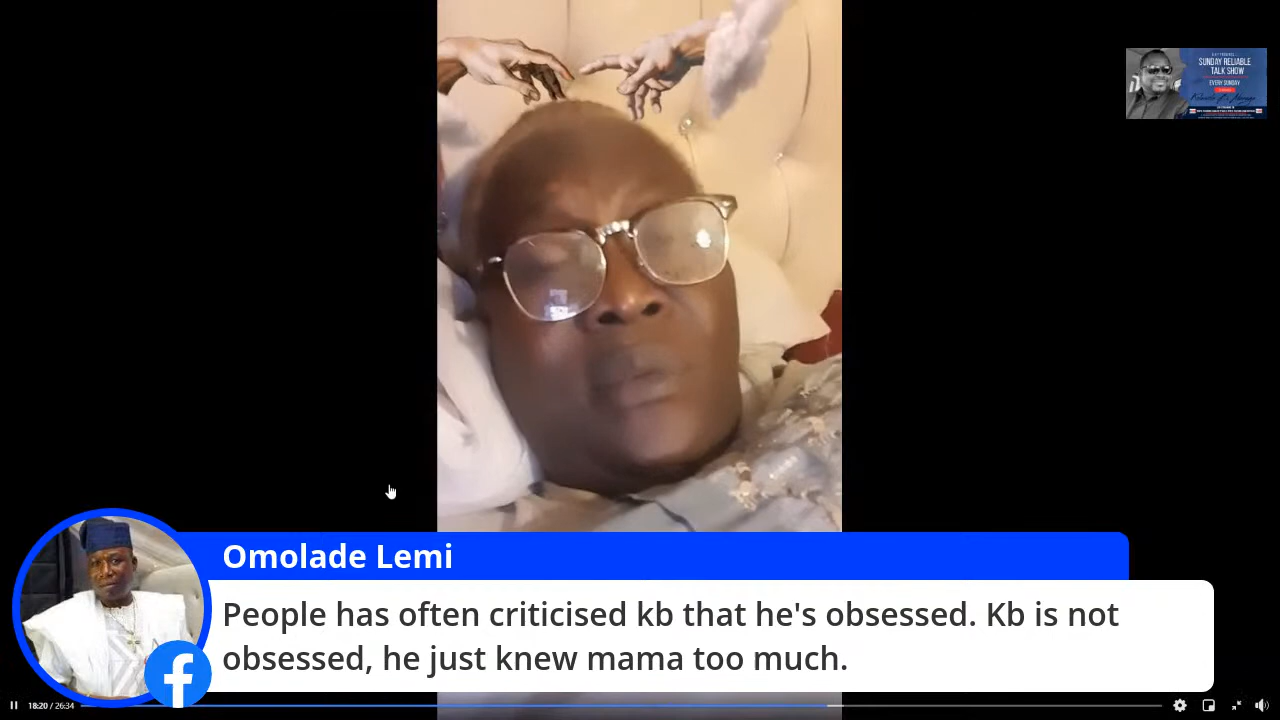 SUNDAY RELIABLE
TALK SHOW
EVERY SUNDAY
Omolade Lemi
People has often criticised kb that he's obsessed. Kb is not
obsessed, he just knew mama too much.
18:20 / 26:34